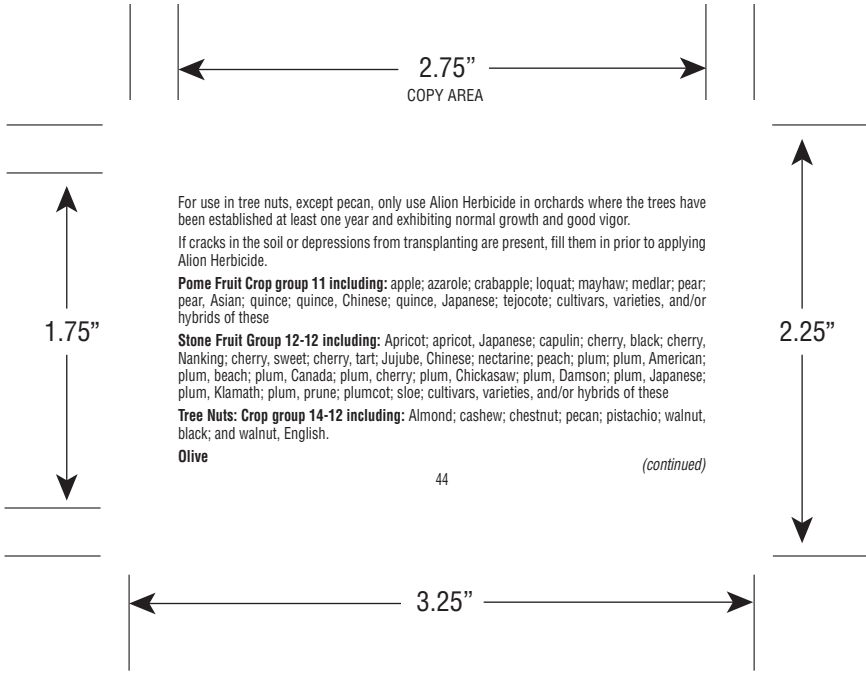 2.75”
COPY AREA
For use in tree nuts, except pecan, only use Alion Herbicide in orchards where the trees have
been established at least one year and exhibiting normal growth and good vigor.
If cracks in the soil or depressions from transplanting are present, fill them in prior to applying
Alion Herbicide.
Pome Fruit Crop group 11 including: apple; azarole; crabapple; loquat; mayhaw; medlar; pear;
pear, Asian; quince; quince, Chinese; quince, Japanese; tejocote; cultivars, varieties, and/or
hybrids of these
Stone Fruit Group 12-12 including: Apricot; apricot, Japanese; capulin; cherry, black; cherry,
Nanking; cherry, sweet; cherry, tart; Jujube, Chinese; nectarine; peach; plum; plum, American;
plum, beach; plum, Canada; plum, cherry; plum, Chickasaw; plum, Damson; plum, Japanese;
plum, Klamath; plum, prune; plumcot; sloe; cultivars, varieties, and/or hybrids of these
Tree Nuts: Crop group 14-12 including: Almond; cashew; chestnut; pecan; pistachio; walnut,
black; and walnut, English.
Olive
(continued)
44
1.75”
2.25”
3.25”